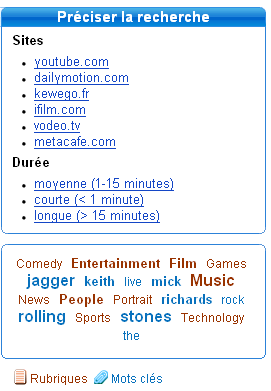 Préciser la recherche
Sites
youtube.com
dailymotion.com
kewego.fr
ifilm.com
vodeo.tv
metacafe.com
Durée
moyenne (1-15 minutes)
courte (< 1 minute)
longue (> 15 minutes)
Comedy Entertainment Film Games
jagger keith live mick Music
News People Portrait richards rock
rolling Sports stones Technology
the
Rubriques Mots clés